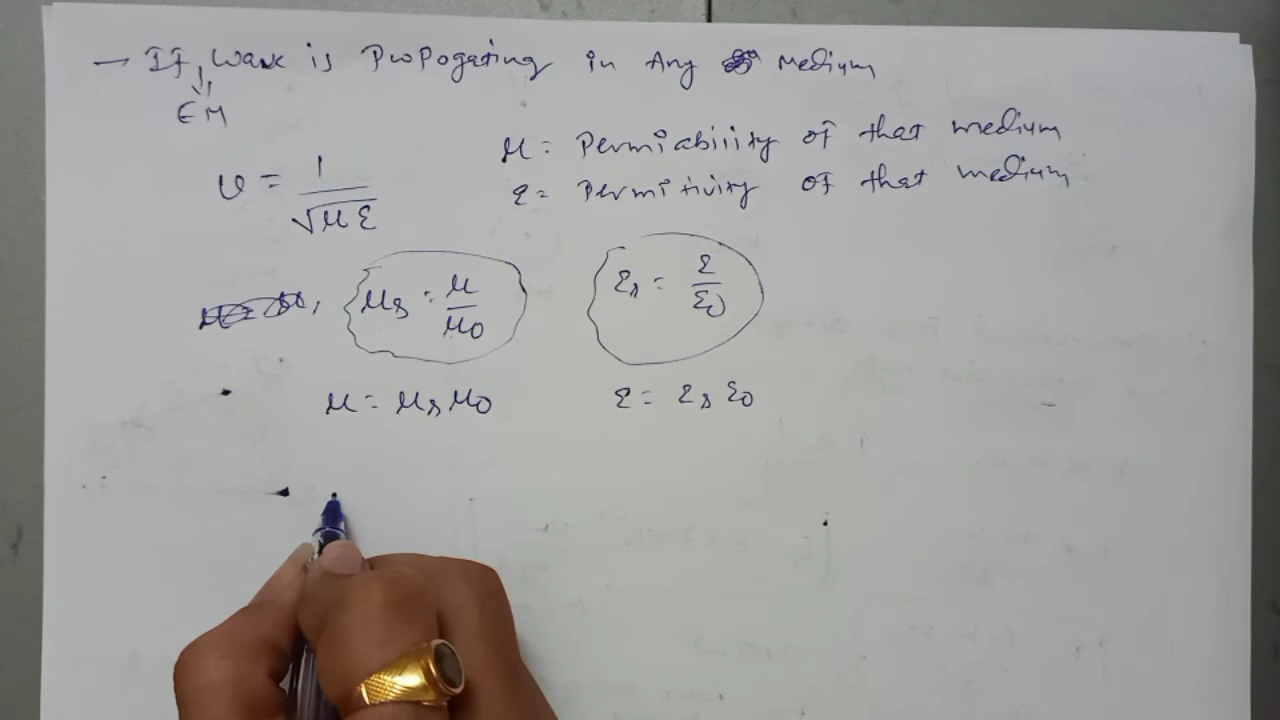 → If wave is Propogating in Any Medium
EM
μ = Permiability of that medium
v = 1/√με
ε = Permitivity of that medium
μr = μ/μ0 εr = ε/ε0
μ = μr μ0 ε = εr ε0